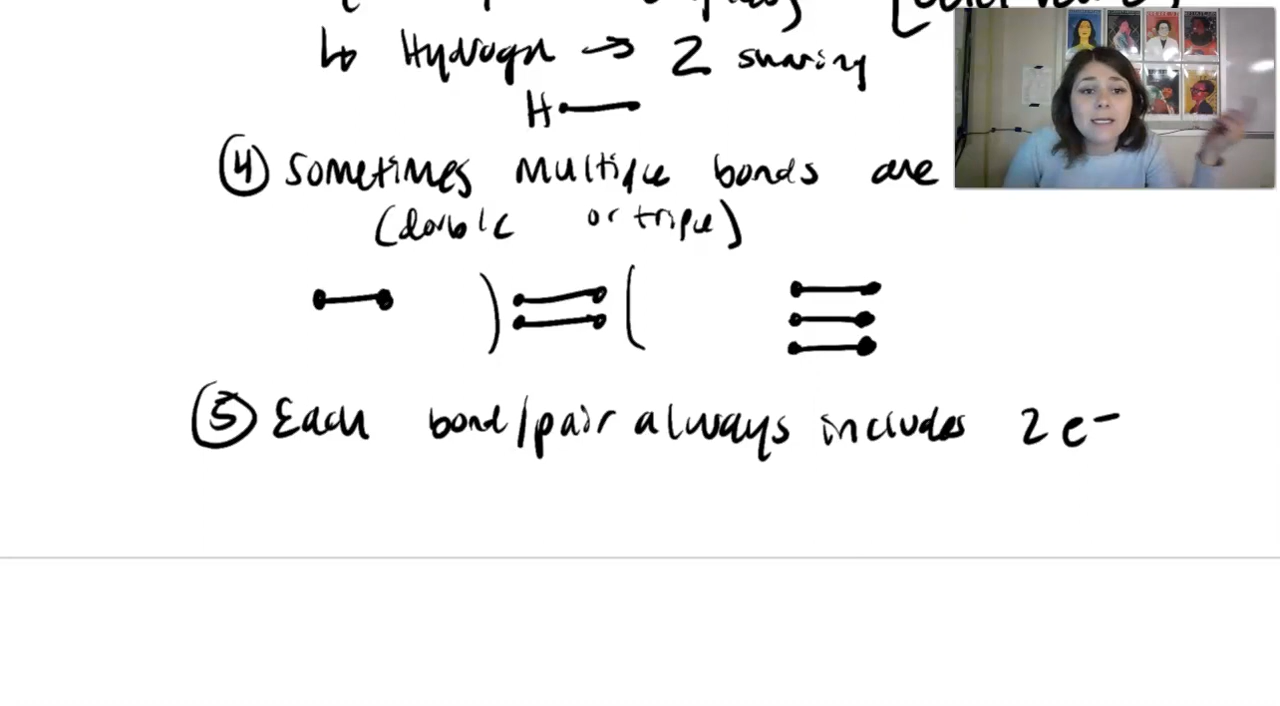 ↳ Hydrogen → 2 sharing
H
④ Sometimes multiple bonds are
(double or triple)
⑤ Each bond/pair always includes 2 e⁻